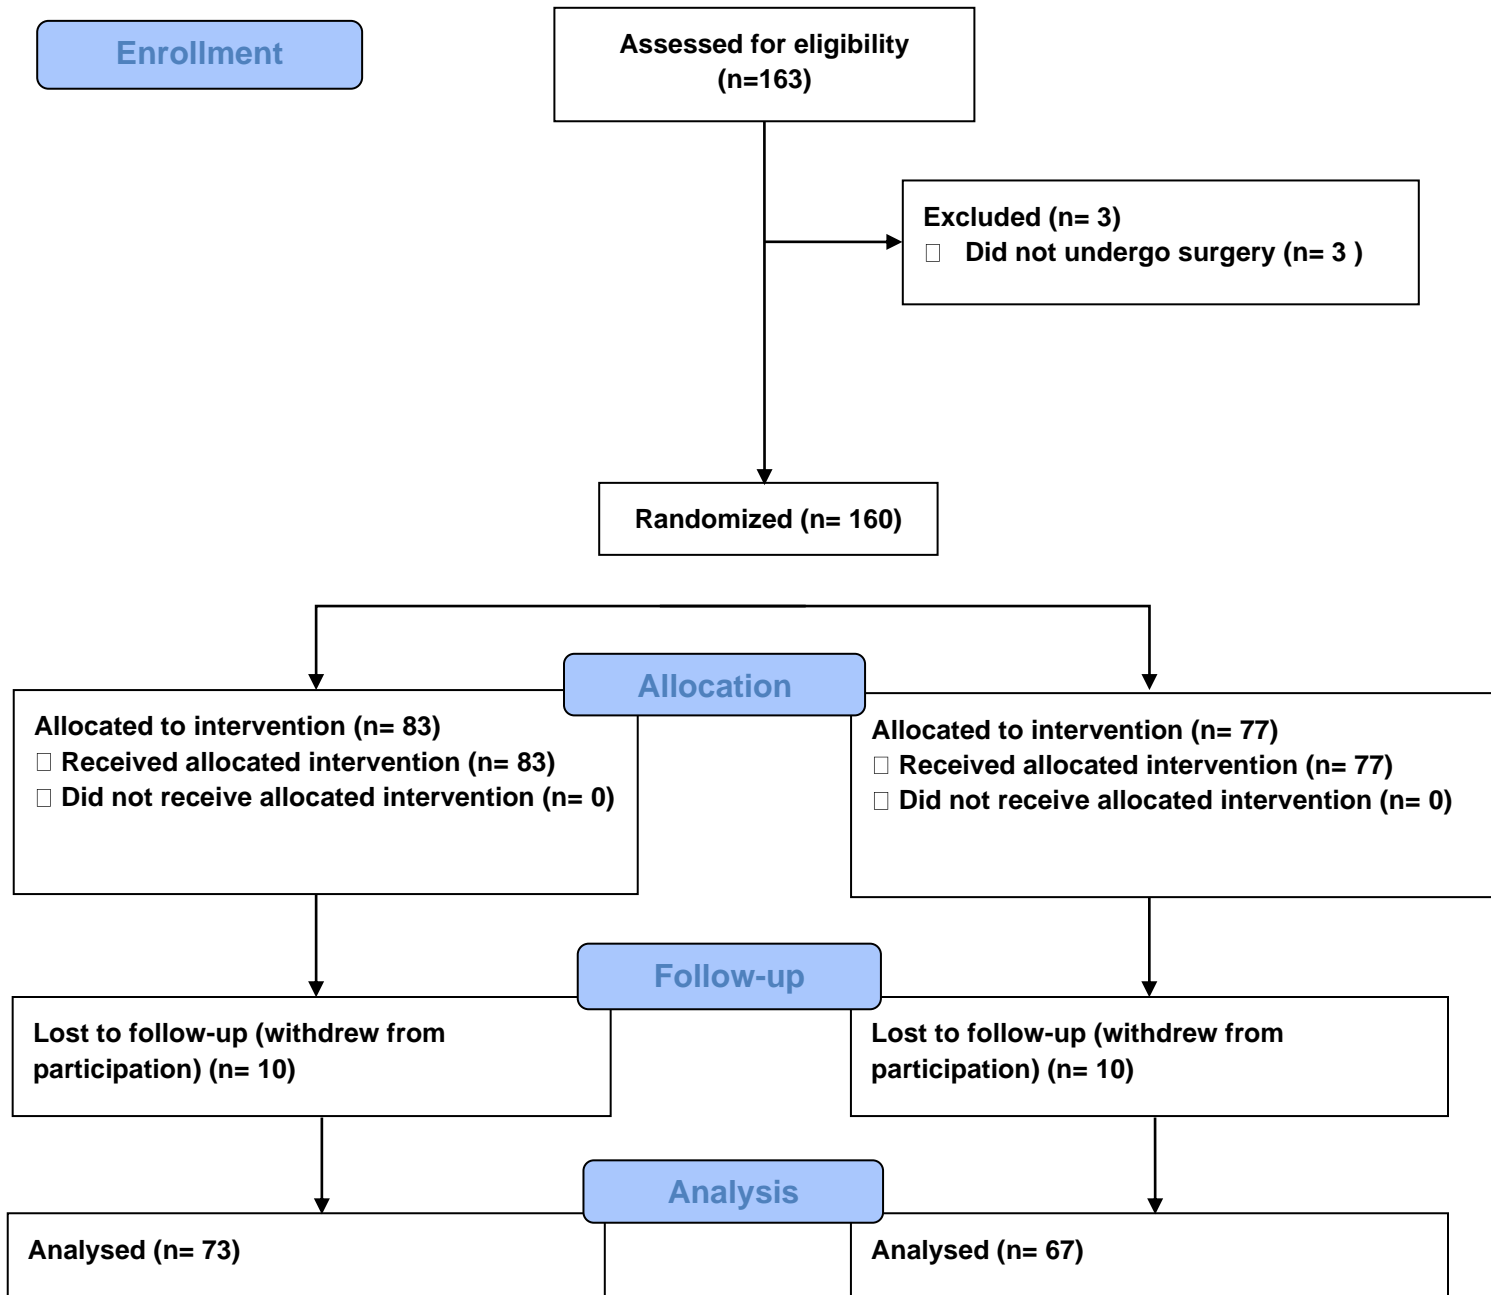 Enrollment
Assessed for eligibility
(n=163)
Excluded (n= 3)
□ Did not undergo surgery (n= 3 )
Randomized (n= 160)
Allocation
Allocated to intervention (n= 83)
□ Received allocated intervention (n= 83)
□ Did not receive allocated intervention (n= 0)
Allocated to intervention (n= 77)
□ Received allocated intervention (n= 77)
□ Did not receive allocated intervention (n= 0)
Follow-up
Lost to follow-up (withdrew from
participation) (n= 10)
Lost to follow-up (withdrew from
participation) (n= 10)
Analysis
Analysed (n= 73)
Analysed (n= 67)